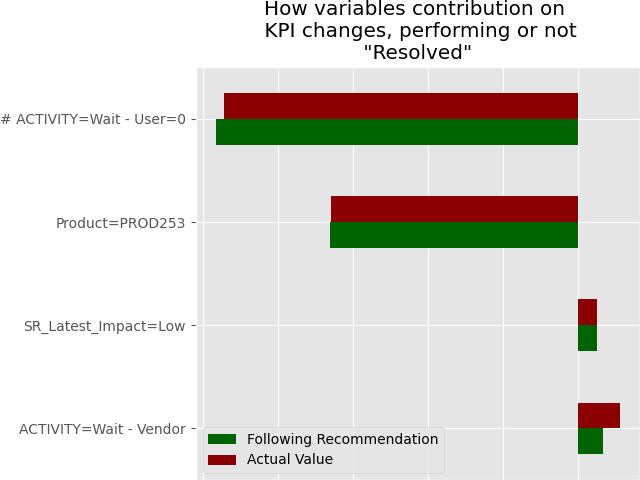 How variables contribution on
KPI changes, performing or not
"Resolved"
# ACTIVITY=Wait - User=0
Product=PROD253
SR_Latest_Impact=Low
ACTIVITY=Wait - Vendor
Following Recommendation
Actual Value